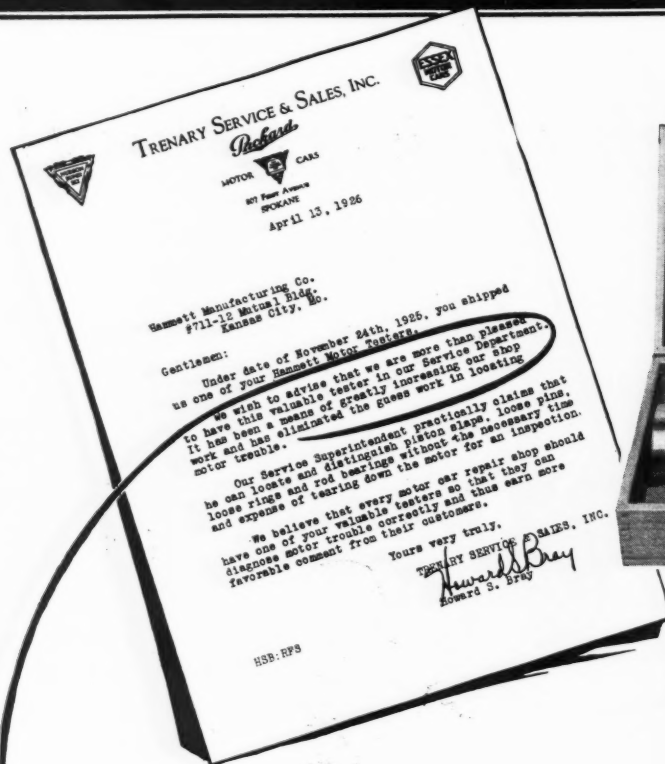 TRENARY SERVICE & SALES, INC.
Packard
MOTOR CARS
ESSEX
MOTOR
CARS
HUDSON
MOTOR
CARS
807 First Avenue
SPOKANE
April 13, 1926
Hammett Manufacturing Co.
#711-12 Mutual Bldg.
Kansas City, Mo.
Gentlemen:
Under date of November 24th, 1925, you shipped
us one of your Hammett Motor Testers.
We wish to advise that we are more than pleased
to have this valuable tester in our Service Department.
It has been a means of greatly increasing our shop
work and has eliminated the guess work in locating
motor trouble.
Our Service Superintendent practically claims that
he can locate and distinguish piston slaps, loose pins,
loose rings and rod bearings without the necessary time
and expense of tearing down the motor for an inspection.
We believe that every motor car repair shop should
have one of your valuable testers so that they can
diagnose motor trouble correctly and thus earn more
favorable comment from their customers.
Yours very truly,
TRENARY SERVICE & SALES, INC.
Howard S. Bray
Howard S. Bray
HSB:RFS